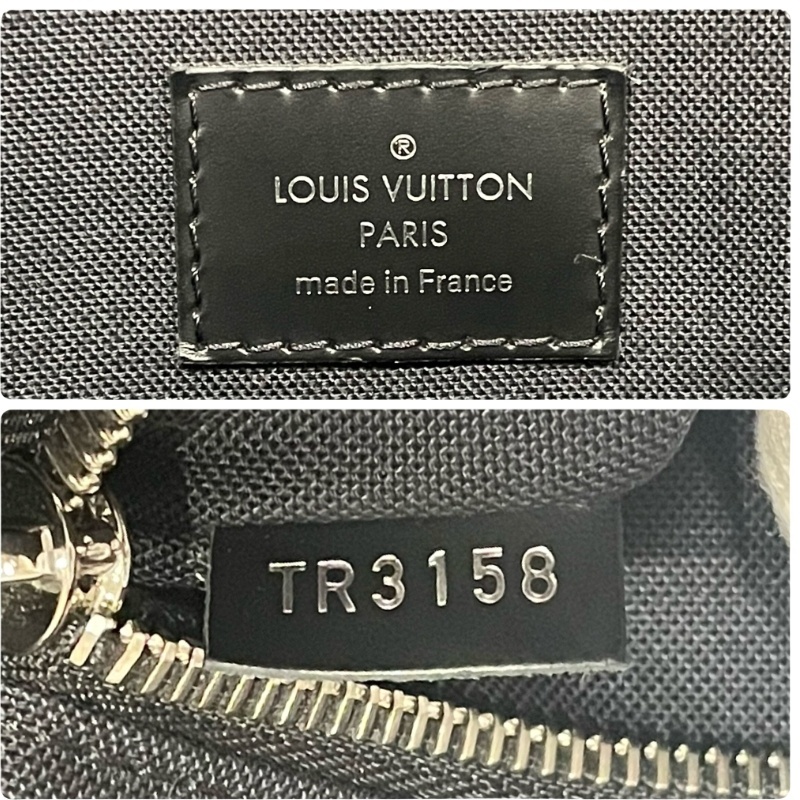 ®
LOUIS VUITTON
PARIS
made in France
TR3158